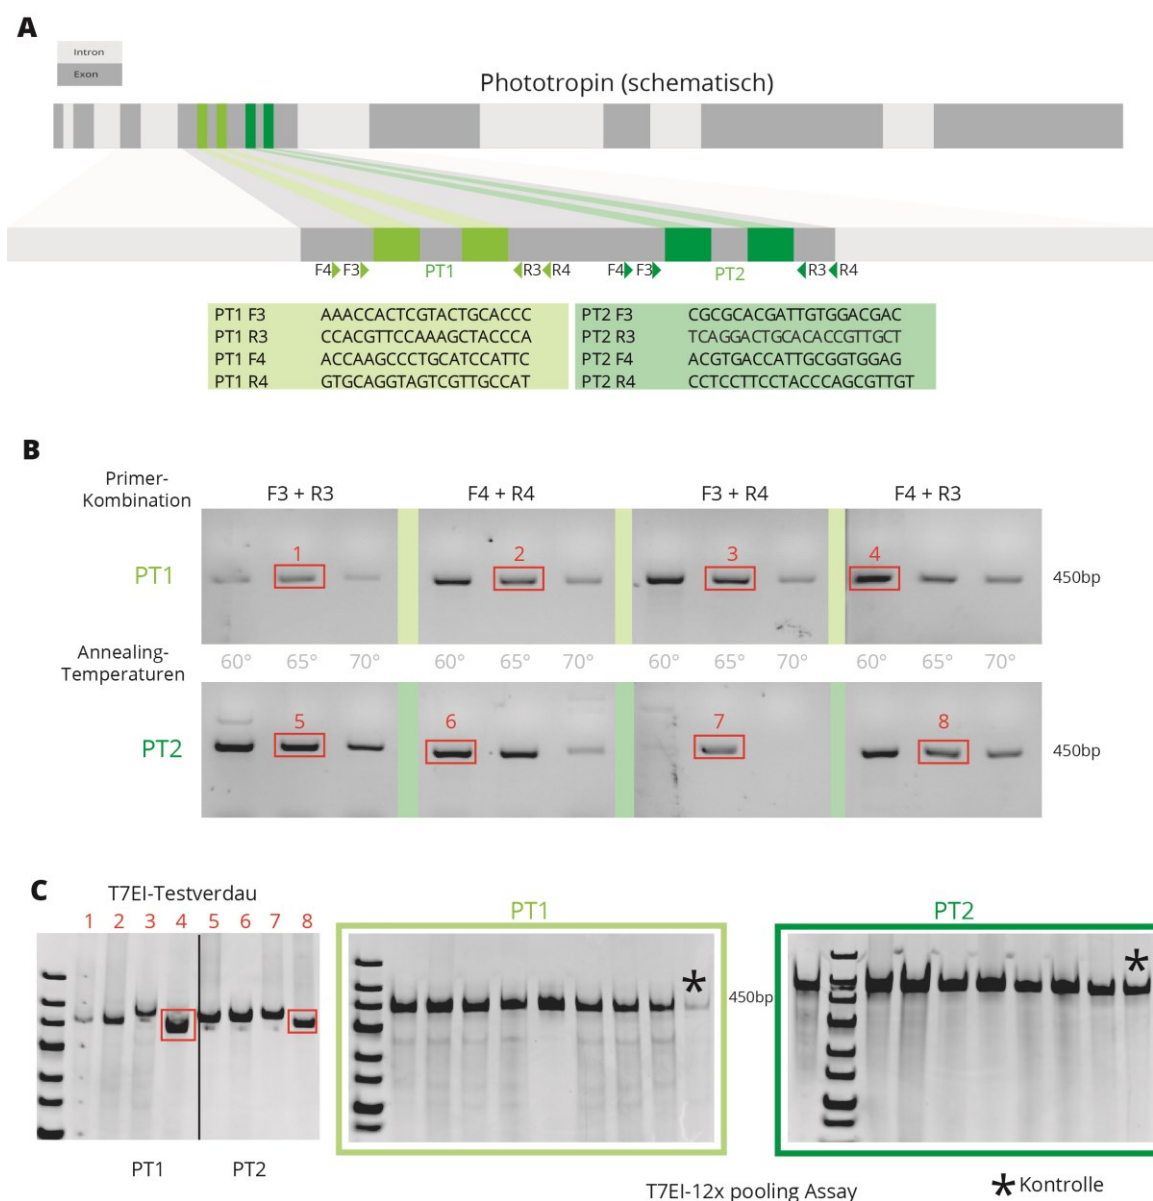 A
Intron
Exon
Phototropin (schematisch)
F4 F3 PT1 R3 R4 F4 F3 PT2 R3 R4
PT1 F3 AAACCACTCGTACTGCACCC
PT1 R3 CCACGTTCCAAAGCTACCCA
PT1 F4 ACCAAGCCCTGCATCCATTC
PT1 R4 GTGCAGGTAGTCGTTGCCAT
PT2 F3 CGCGCACGATTGTGGACGAC
PT2 R3 TCAGGACTGCACACCGTTGCT
PT2 F4 ACGTGACCATTGCGGTGGAG
PT2 R4 CCTCCTTCCTACCCAGCGTTGT
B
Primer-
Kombination
F3 + R3 F4 + R4 F3 + R4 F4 + R3
1 2 3 4
PT1
450bp
Annealing-
Temperaturen
60° 65° 70° 60° 65° 70° 60° 65° 70° 60° 65° 70°
5 6 7 8
PT2
450bp
C
T7EI-Testverdau
1 2 3 4 5 6 7 8
PT1 PT2
PT1
*
450bp
PT2
*
T7EI-12x pooling Assay
* Kontrolle